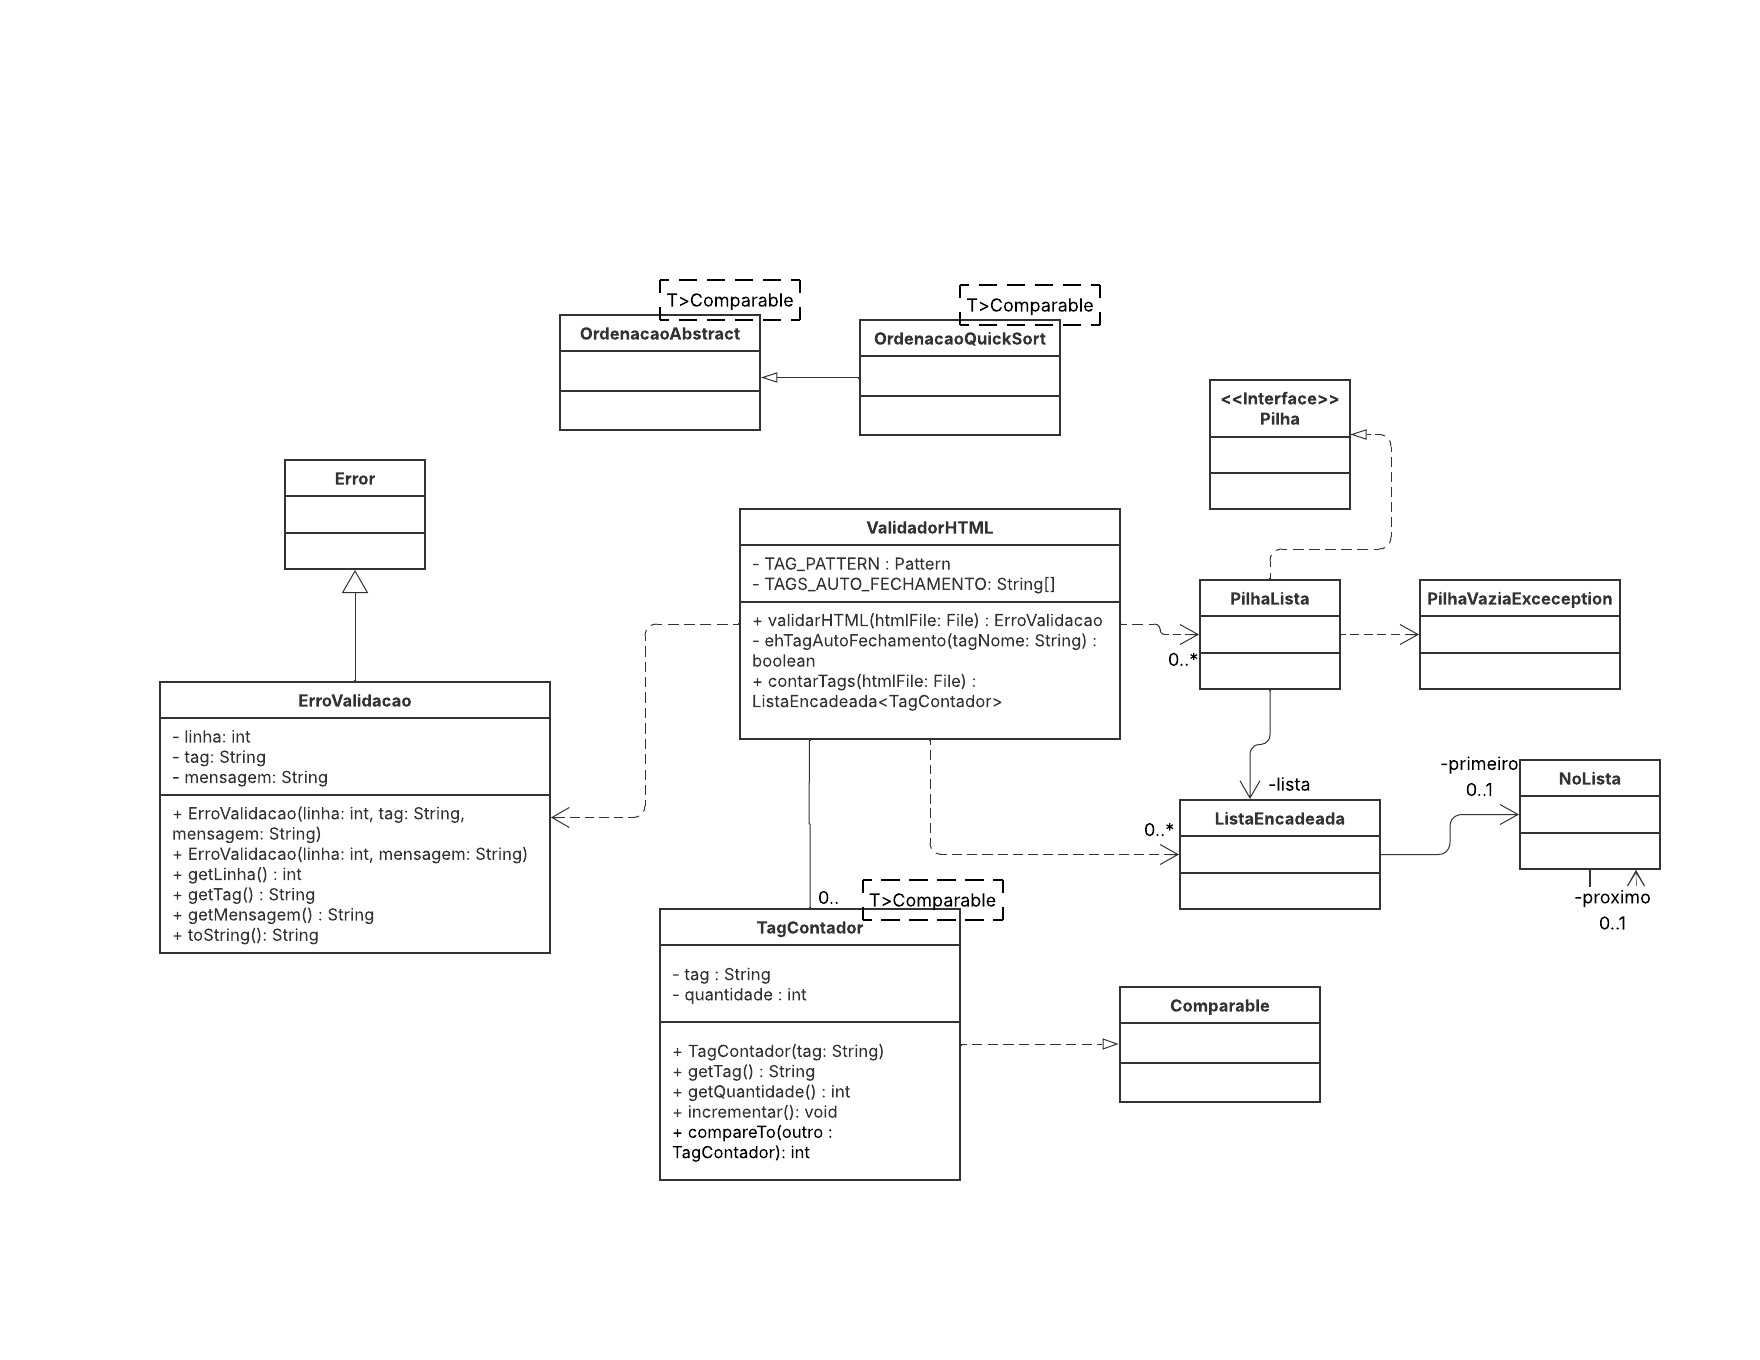 T>Comparable
OrdenacaoAbstract
T>Comparable
OrdenacaoQuickSort
<<Interface>>
Pilha
Error
ValidadorHTML
- TAG_PATTERN : Pattern
- TAGS_AUTO_FECHAMENTO: String[]
+ validarHTML(htmlFile: File) : ErroValidacao
- ehTagAutoFechamento(tagNome: String) :
boolean
+ contarTags(htmlFile: File) :
ListaEncadeada<TagContador>
PilhaLista
0..*
PilhaVaziaExceception
ErroValidacao
- linha: int
- tag: String
- mensagem: String
+ ErroValidacao(linha: int, tag: String,
mensagem: String)
+ ErroValidacao(linha: int, mensagem: String)
+ getLinha() : int
+ getTag() : String
+ getMensagem() : String
+ toString(): String
-lista
0..*
ListaEncadeada
-primeiro
0..1
NoLista
-proximo
0..1
0..
T>Comparable
TagContador
- tag : String
- quantidade : int
+ TagContador(tag: String)
+ getTag() : String
+ getQuantidade() : int
+ incrementar(): void
+ compareTo(outro :
TagContador): int
Comparable